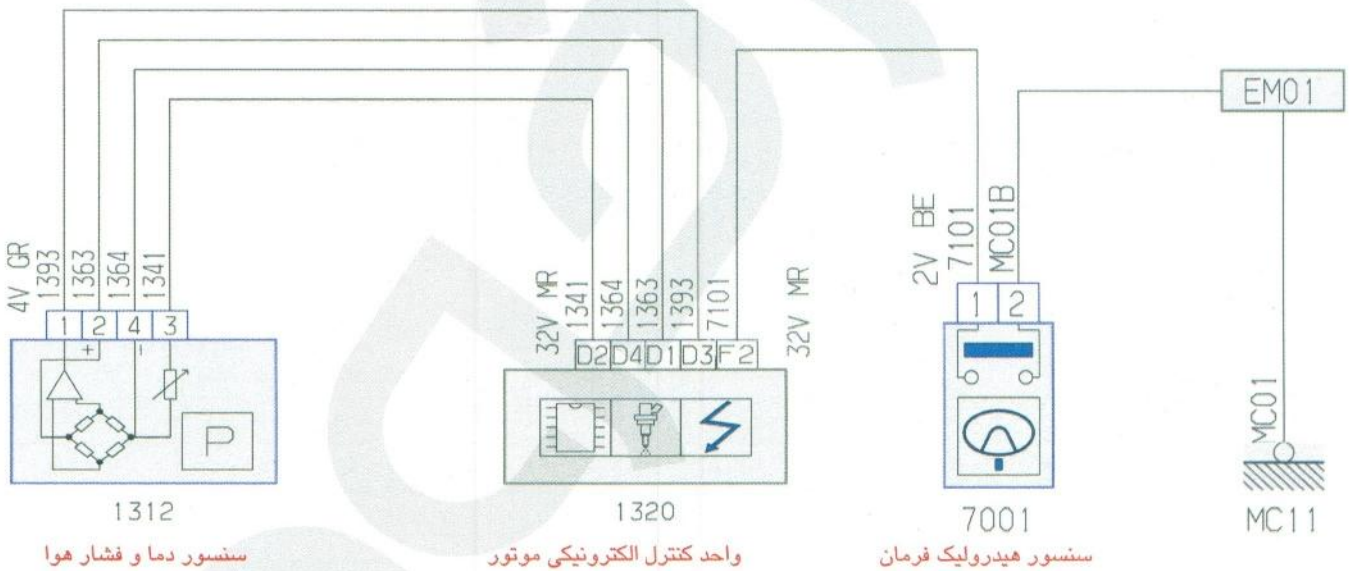 EM01
4V GR
1393
1363
1364
1341
1 2 4 3
+ -
P
1312
سنسور دما و فشار هوا
32V MR
1341
1364
1363
1393
7101
32V MR
D2 D4 D1 D3 F2
1320
واحد کنترل الکترونیکی موتور
2V BE
7101
MC01B
1 2
7001
سنسور هیدرولیک فرمان
MC01
MC11